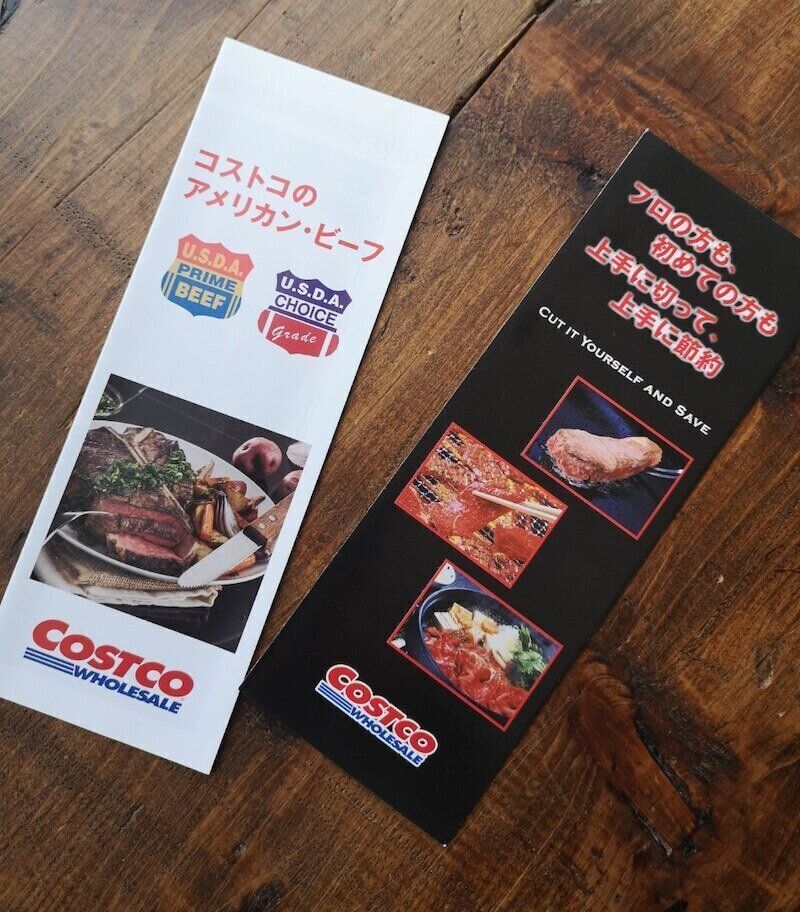 コストコの
アメリカン・ビーフ
U.S.D.A.
PRIME
BEEF
U.S.D.A.
CHOICE
Grade
COSTCO
WHOLESALE
プロの方も、
初めての方も
上手に切って、
上手に節約
CUT IT YOURSELF AND SAVE
COSTCO
WHOLESALE